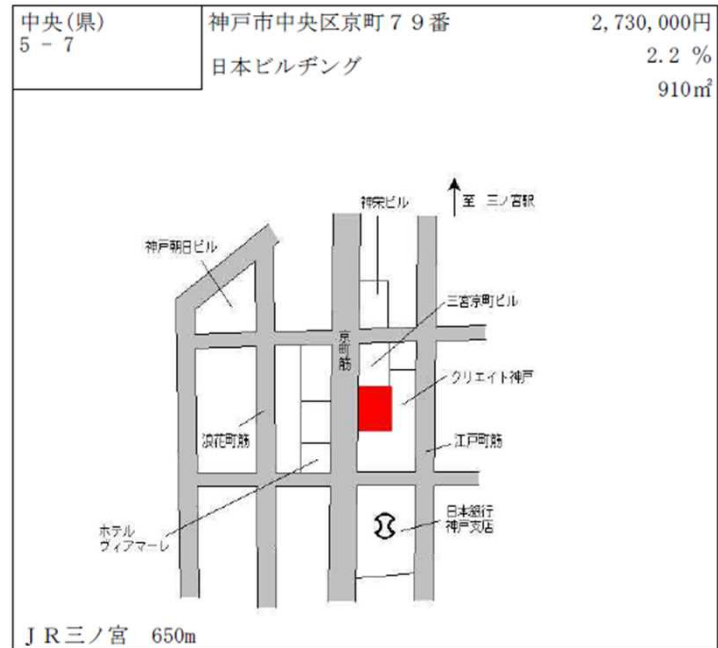 中央(県)
5 - 7
神戸市中央区京町７９番
2,730,000円
日本ビルヂング
2.2 %
910㎡
神栄ビル
至 三ノ宮駅
神戸朝日ビル
三宮京町ビル
京町筋
クリエイト神戸
浪花町筋
江戸町筋
日本銀行
神戸支店
ホテル
ヴィアマーレ
ＪＲ三ノ宮 650m